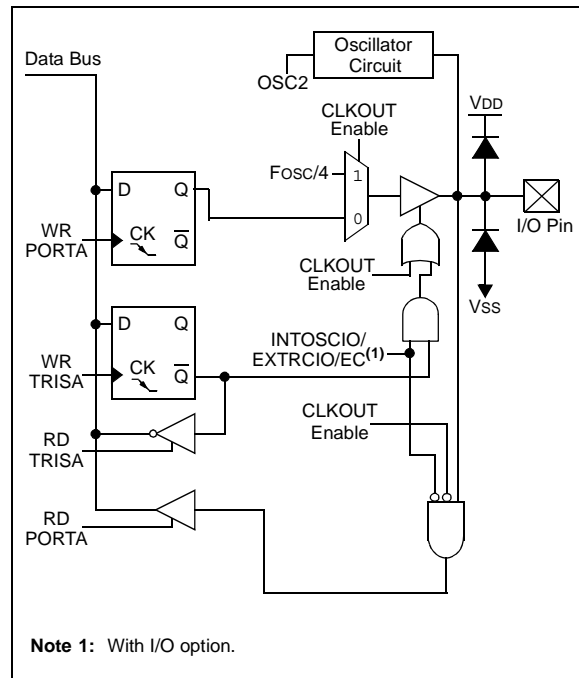 Data Bus
Oscillator
Circuit
OSC2
VDD
CLKOUT
Enable
FOSC/4
1
0
I/O Pin
D
Q
CK
Q
WR
PORTA
CLKOUT
Enable
VSS
D
Q
CK
Q
WR
TRISA
INTOSCIO/
EXTRCIO/EC(1)
CLKOUT
Enable
RD
TRISA
RD
PORTA
Note 1: With I/O option.